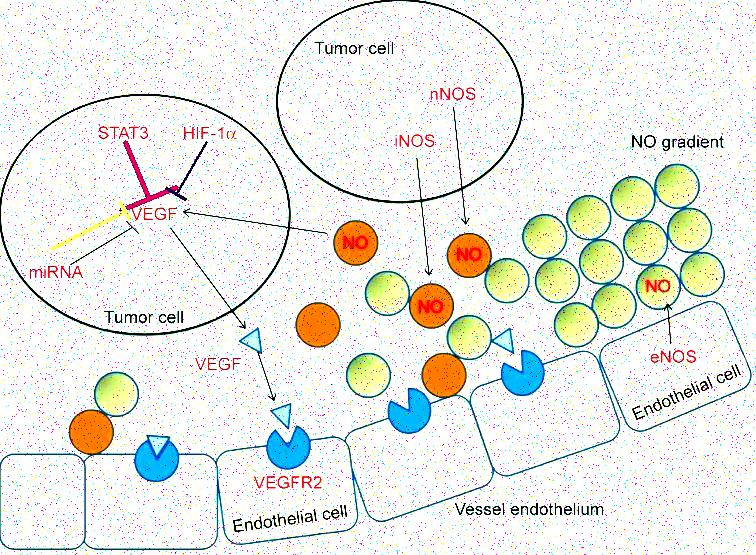 Tumor cell
nNOS
iNOS
STAT3
HIF-1α
VEGF
miRNA
Tumor cell
NO gradient
NO
NO
NO
NO
eNOS
Endothelial cell
VEGF
VEGFR2
Endothelial cell
Vessel endothelium